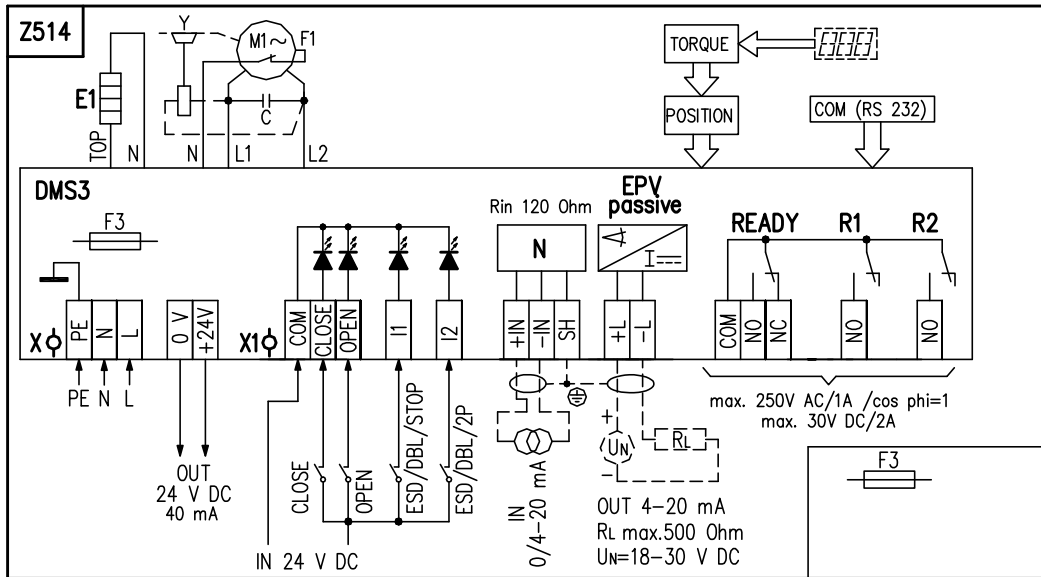 Z514
Y
M1~
F1
TORQUE
8888
E1
C
POSITION
COM (RS 232)
TOP
N
N
L1
L2
DMS3
F3
Rin 120 Ohm
EPV
passive
N
READY
R1
R2
X
PE
N
L
0 V
+24V
X1
COM
CLOSE
OPEN
I1
I2
+IN
-IN
SH
+L
-L
COM
NO
NC
NO
NO
PE N L
OUT
24 V DC
40 mA
CLOSE
OPEN
ESD/DBL/STOP
ESD/DBL/2P
IN 24 V DC
IN
0/4-20 mA
+
UN
-
RL
OUT 4-20 mA
RL max.500 Ohm
UN=18-30 V DC
max. 250V AC/1A /cos phi=1
max. 30V DC/2A
F3